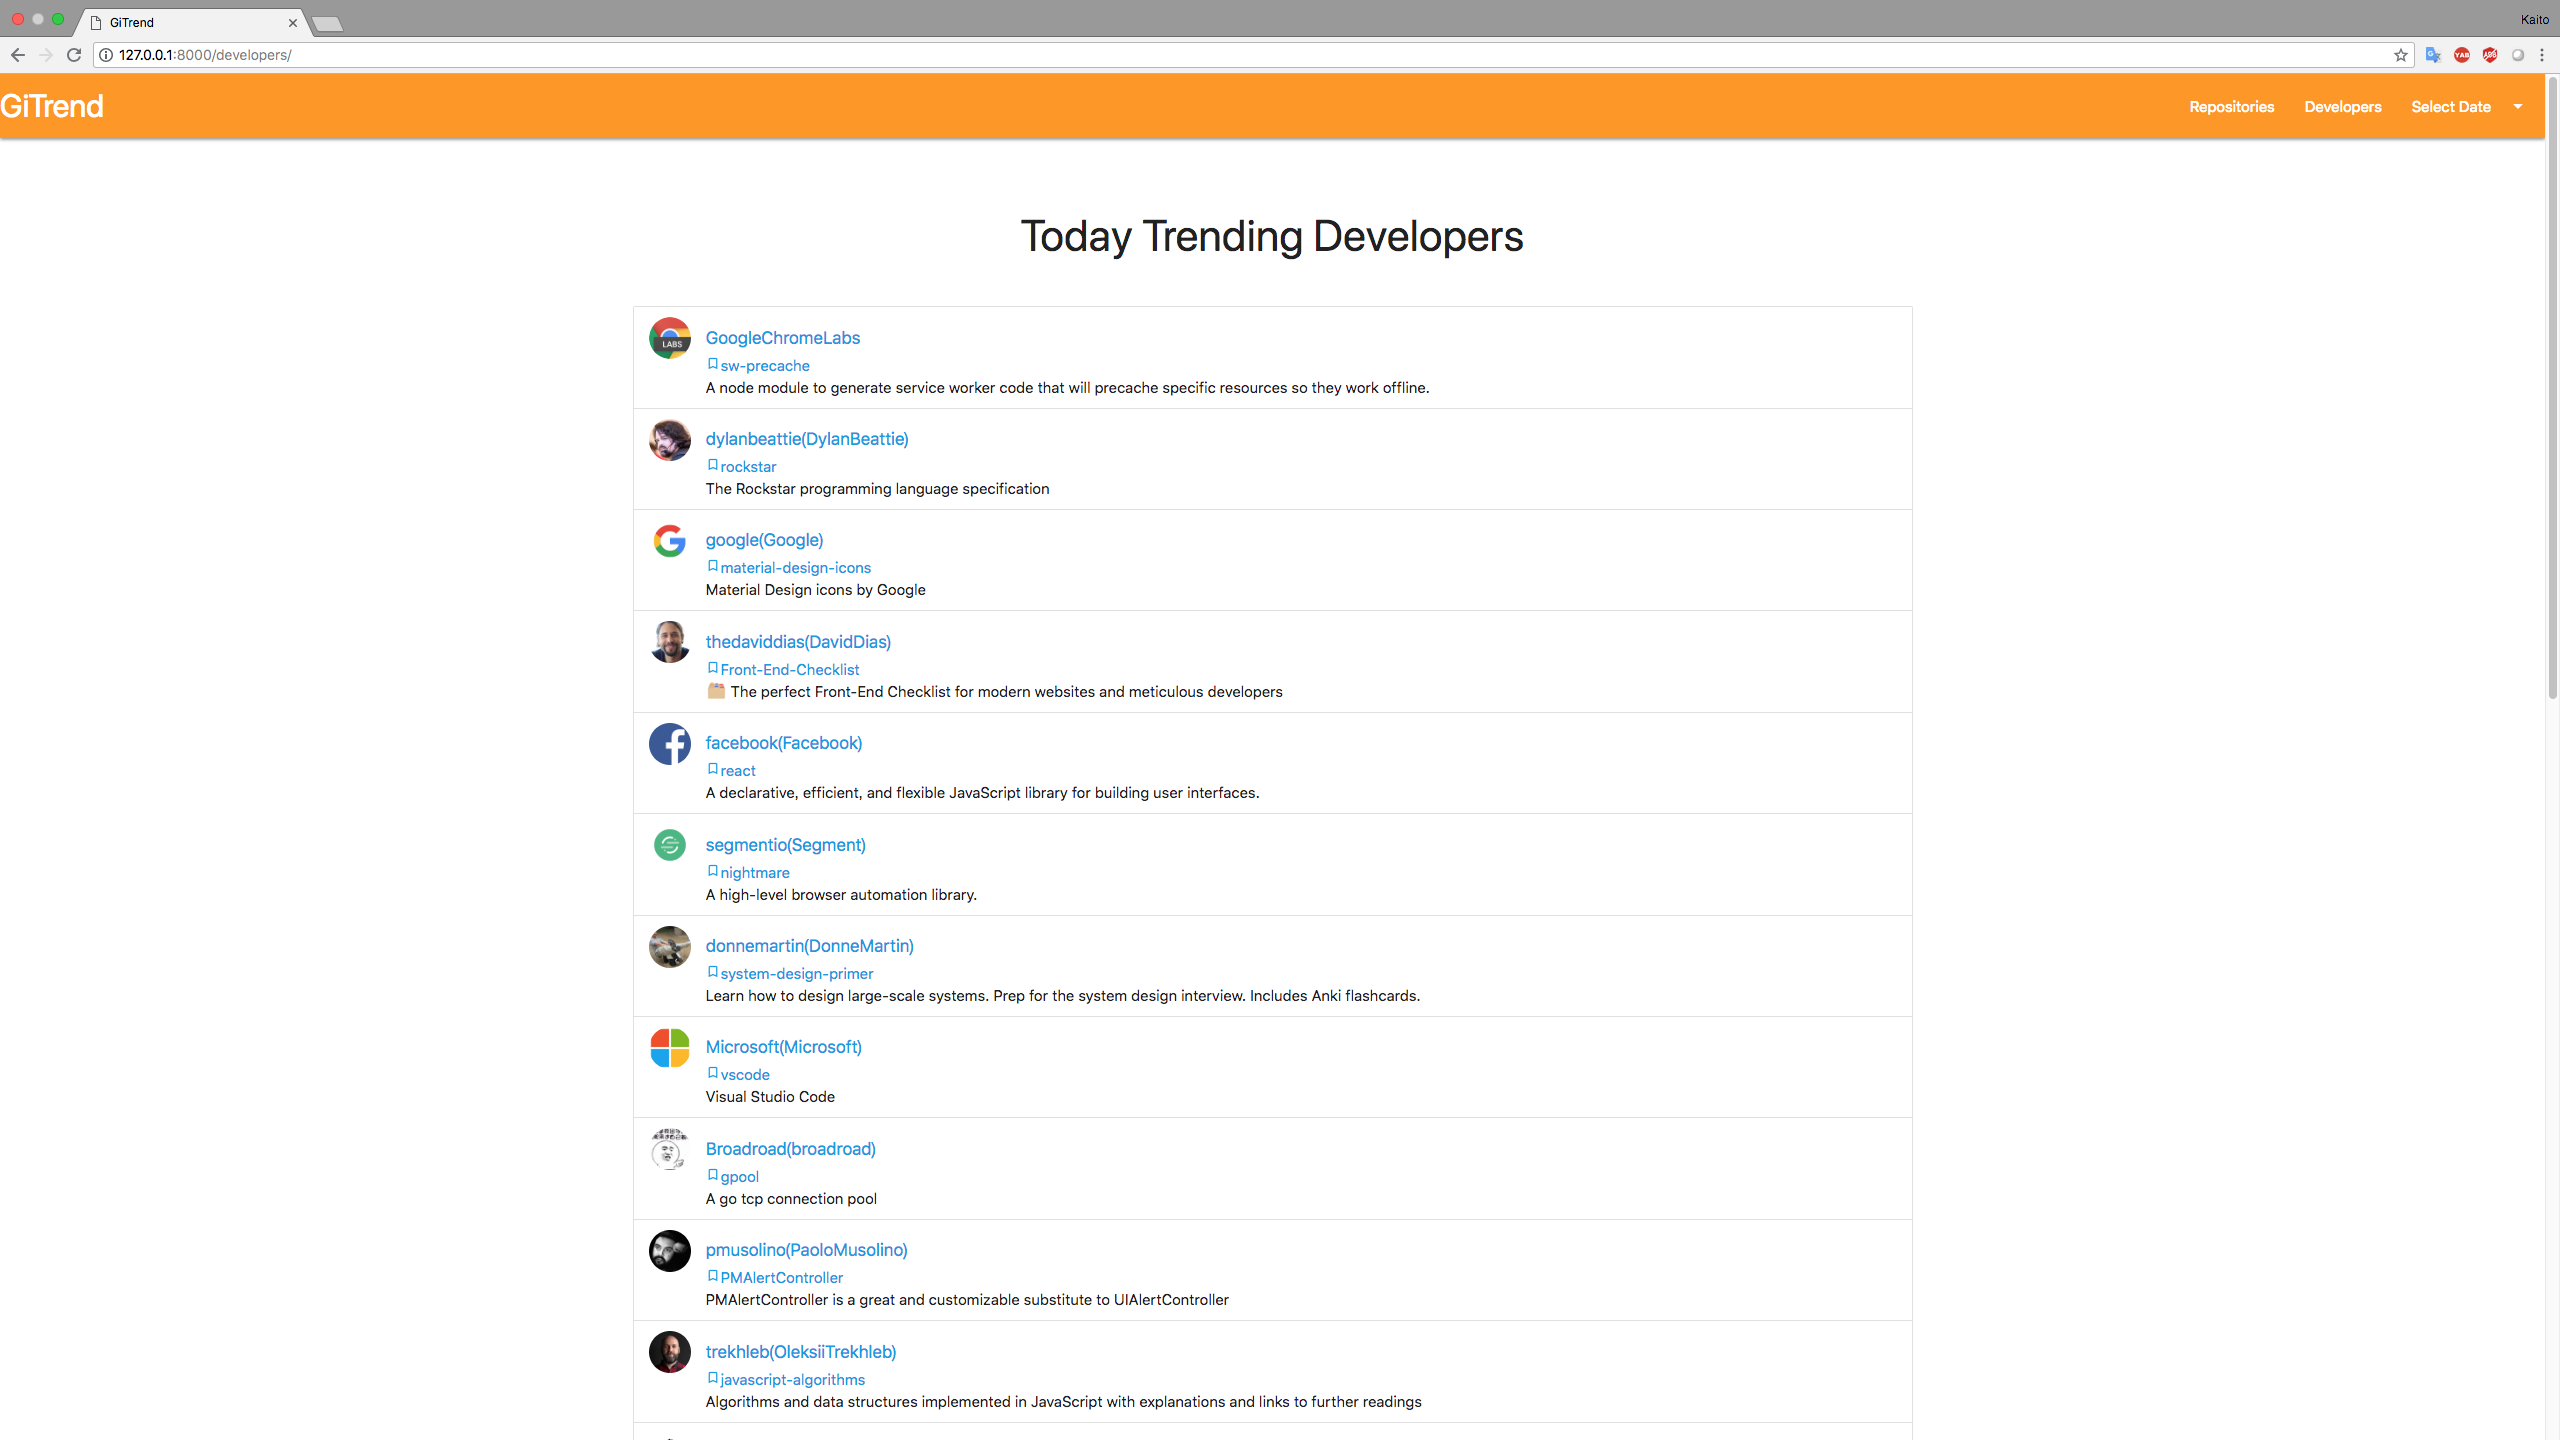 GiTrend
Kaito
127.0.0.1:8000/developers/
YAB
ABP
GiTrend
Repositories
Developers
Select Date
Today Trending Developers
LABS
GoogleChromeLabs
sw-precache
A node module to generate service worker code that will precache specific resources so they work offline.
dylanbeattie(DylanBeattie)
rockstar
The Rockstar programming language specification
google(Google)
material-design-icons
Material Design icons by Google
thedaviddias(DavidDias)
Front-End-Checklist
🗂 The perfect Front-End Checklist for modern websites and meticulous developers
facebook(Facebook)
react
A declarative, efficient, and flexible JavaScript library for building user interfaces.
segmentio(Segment)
nightmare
A high-level browser automation library.
donnemartin(DonneMartin)
system-design-primer
Learn how to design large-scale systems. Prep for the system design interview. Includes Anki flashcards.
Microsoft(Microsoft)
vscode
Visual Studio Code
Broadroad(broadroad)
gpool
A go tcp connection pool
pmusolino(PaoloMusolino)
PMAlertController
PMAlertController is a great and customizable substitute to UIAlertController
trekhleb(OleksiiTrekhleb)
javascript-algorithms
Algorithms and data structures implemented in JavaScript with explanations and links to further readings